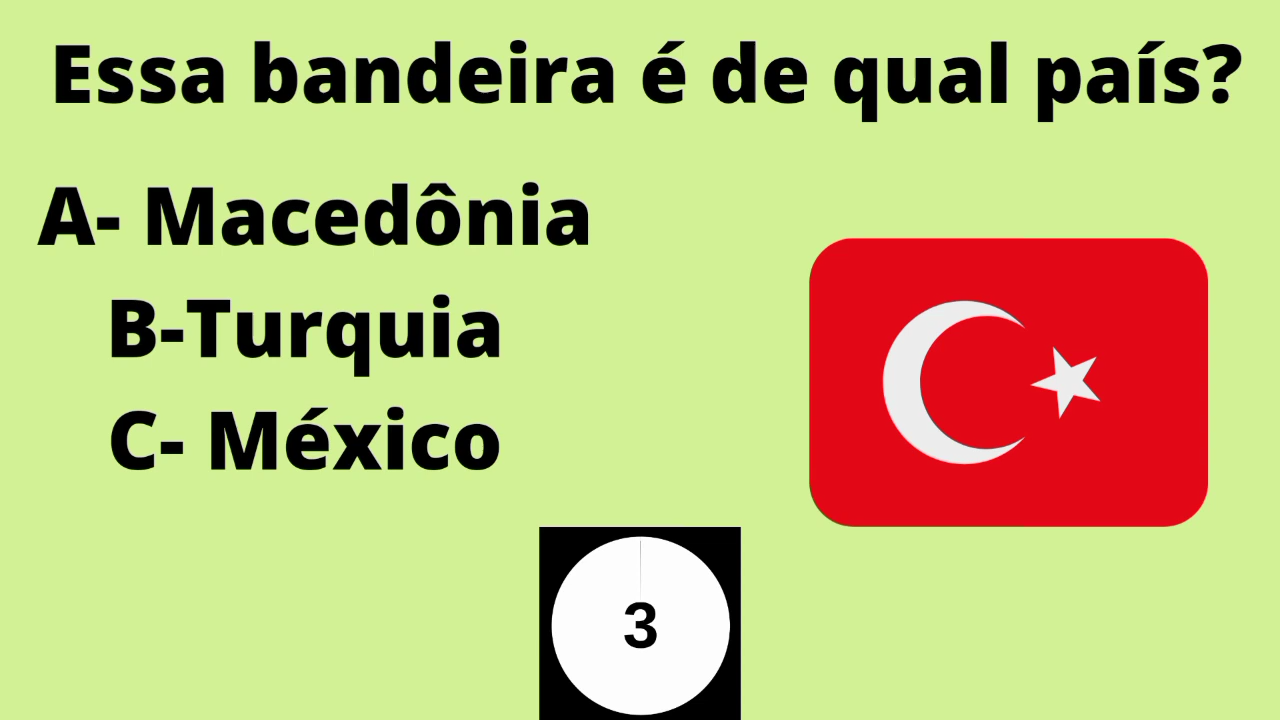 Essa bandeira é de qual país?
A- Macedônia
B-Turquia
C- México
3